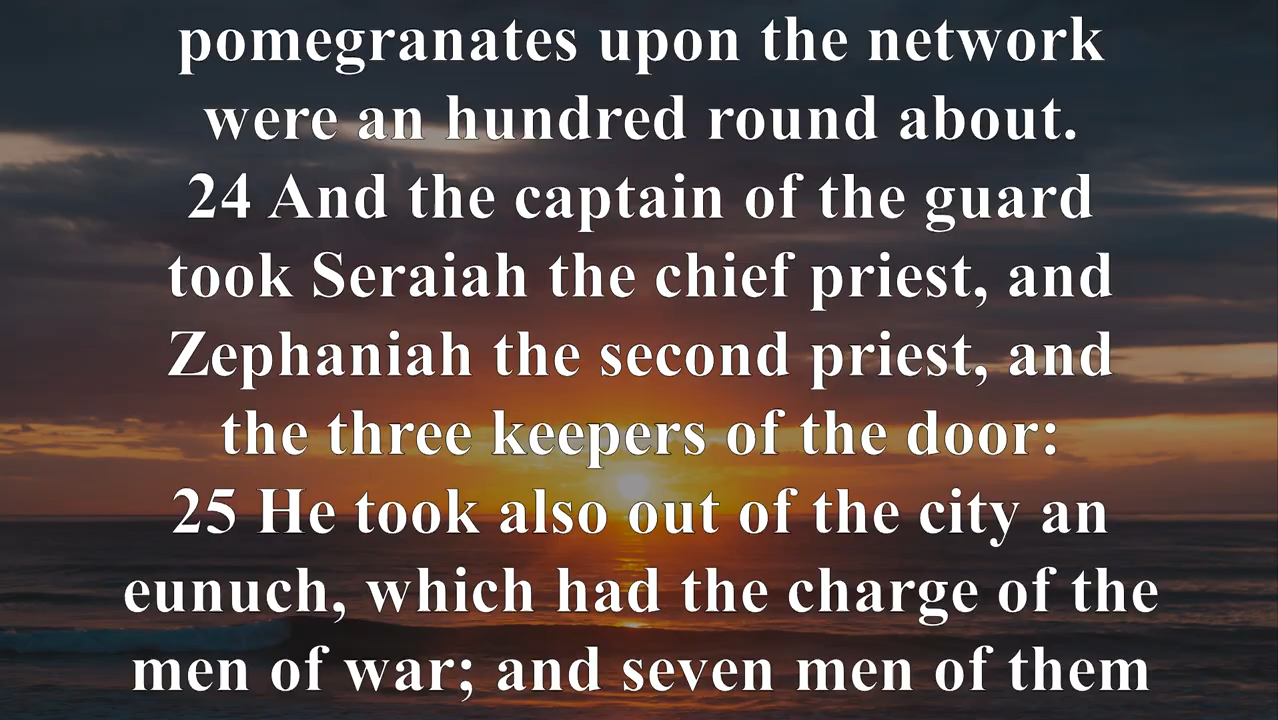 pomegranates upon the network
were an hundred round about.
24 And the captain of the guard
took Seraiah the chief priest, and
Zephaniah the second priest, and
the three keepers of the door:
25 He took also out of the city an
eunuch, which had the charge of the
men of war; and seven men of them